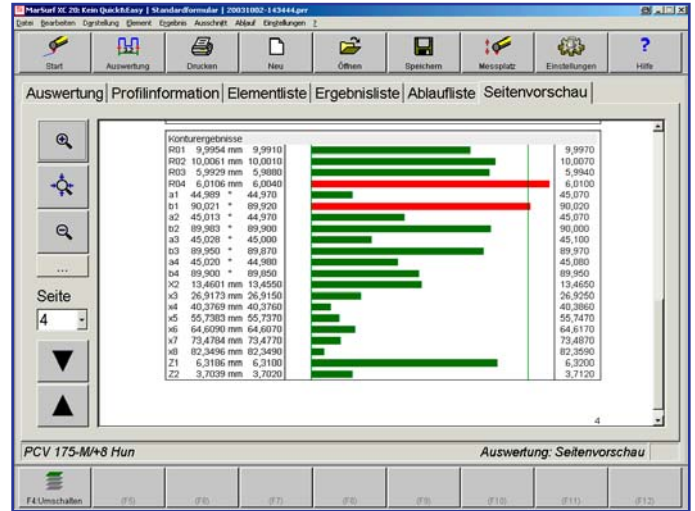 MarSurf XC 20: Kein Quick&Easy | Standardformular | 20031002-143444.prr
Datei Bearbeiten Darstellung Element Ergebnis Ausschnitt Ablauf Einstellungen ?
Start Auswertung Drucken Neu Öffnen Speichern Messplatz Einstellungen Hilfe
Auswertung Profilinformation Elementliste Ergebnisliste Ablaufliste Seitenvorschau
Konturergebnisse
R01 9,9954 mm 9,9910 9,9970
R02 10,0061 mm 10,0010 10,0070
R03 5,9929 mm 5,9880 5,9940
R04 6,0106 mm 6,0040 6,0100
a1 44,989 ° 44,970 45,070
b1 90,021 ° 89,920 90,020
a2 45,013 ° 44,970 45,070
b2 89,983 ° 89,900 90,000
a3 45,028 ° 45,000 45,100
b3 89,950 ° 89,870 89,970
a4 45,020 ° 44,980 45,080
b4 89,900 ° 89,850 89,950
X2 13,4601 mm 13,4550 13,4650
x3 26,9173 mm 26,9150 26,9250
x4 40,3769 mm 40,3760 40,3860
x5 55,7383 mm 55,7370 55,7470
x6 64,6090 mm 64,6070 64,6170
x7 73,4784 mm 73,4770 73,4870
x8 82,3496 mm 82,3490 82,3590
Z1 6,3186 mm 6,3100 6,3200
Z2 3,7039 mm 3,7020 3,7120
4
...
Seite
4
PCV 175-M/+8 Hun Auswertung: Seitenvorschau
F4:Umschalten (F5) (F6) (F7) (F8) (F9) (F10) (F11) (F12)